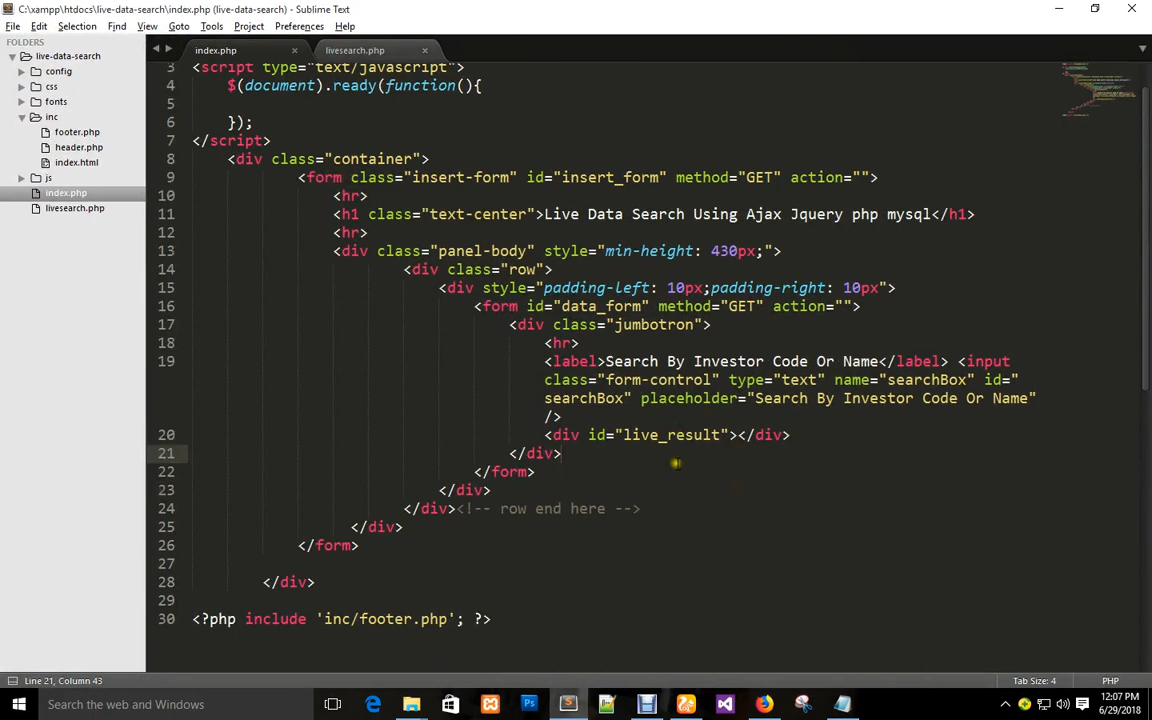 C:\xampp\htdocs\live-data-search\index.php (live-data-search) - Sublime Text
File Edit Selection Find View Goto Tools Project Preferences Help
FOLDERS
live-data-search
config
css
fonts
inc
footer.php
header.php
index.html
js
index.php
livesearch.php
index.php × livesearch.php ×
3 <script type="text/javascript">
4 $(document).ready(function(){
5
6 });
7 </script>
8 <div class="container">
9 <form class="insert-form" id="insert_form" method="GET" action="">
10 <hr>
11 <h1 class="text-center">Live Data Search Using Ajax Jquery php mysql</h1>
12 <hr>
13 <div class="panel-body" style="min-height: 430px;">
14 <div class="row">
15 <div style="padding-left: 10px;padding-right: 10px">
16 <form id="data_form" method="GET" action="">
17 <div class="jumbotron">
18 <hr>
19 <label>Search By Investor Code Or Name</label> <input
class="form-control" type="text" name="searchBox" id="
searchBox" placeholder="Search By Investor Code Or Name"
/>
20 <div id="live_result"></div>
21 </div>
22 </form>
23 </div>
24 </div><!-- row end here -->
25 </div>
26 </form>
27
28 </div>
29
30 <?php include 'inc/footer.php'; ?>
Line 21, Column 43 Tab Size: 4 PHP
Search the web and Windows
12:07 PM
6/29/2018